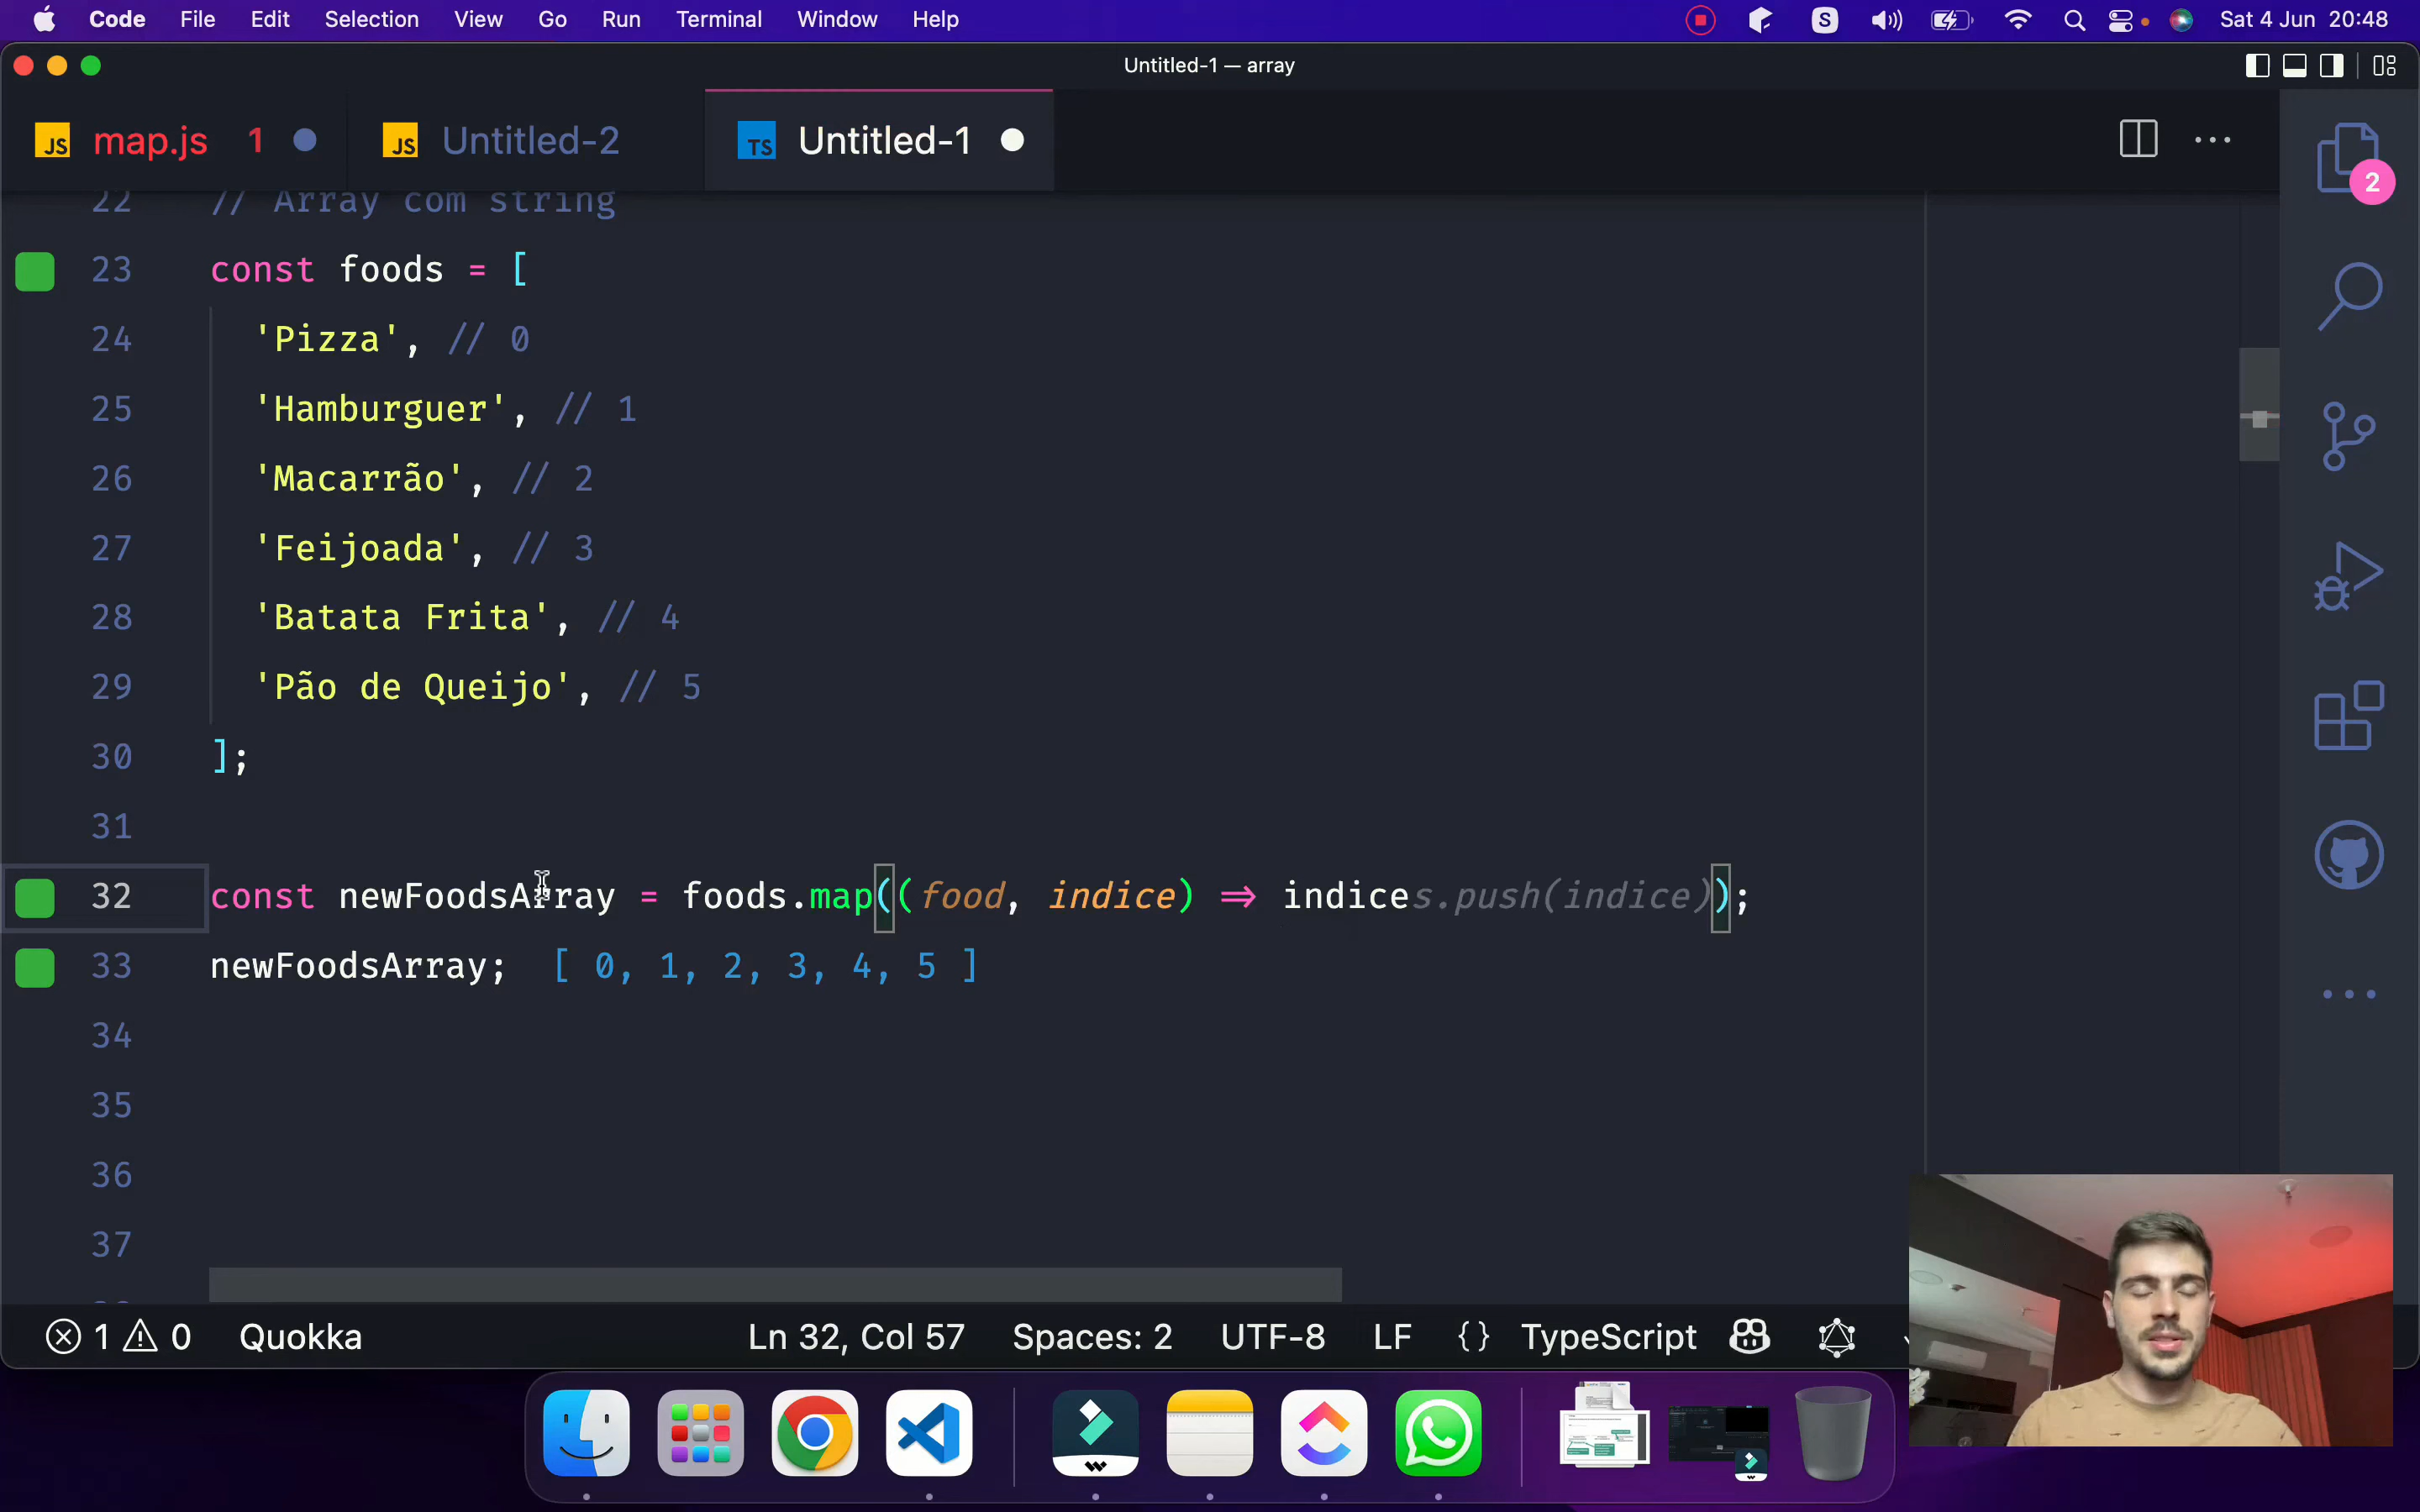 Code File Edit Selection View Go Run Terminal Window Help S Sat 4 Jun 20:48
Untitled-1 — array
JS map.js 1 JS Untitled-2 TS Untitled-1
2
22 // Array com string
23 const foods = [
24 'Pizza', // 0
25 'Hamburguer', // 1
26 'Macarrão', // 2
27 'Feijoada', // 3
28 'Batata Frita', // 4
29 'Pão de Queijo', // 5
30 ];
31
32 const newFoodsArray = foods.map((food, indice) => indices.push(indice));
33 newFoodsArray; [ 0, 1, 2, 3, 4, 5 ]
34
35
36
37
1 0 Quokka Ln 32, Col 57 Spaces: 2 UTF-8 LF {} TypeScript